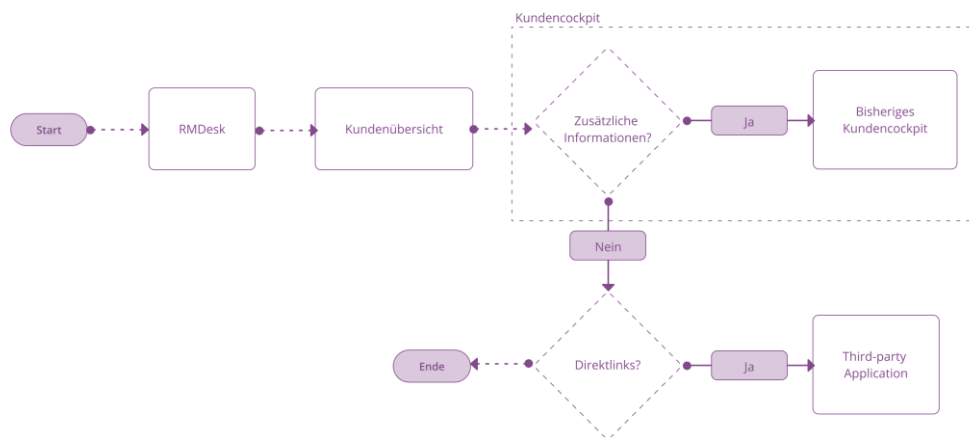 Kundencockpit
Start
RMDesk
Kundenübersicht
Zusätzliche
Informationen?
Ja
Bisheriges
Kundencockpit
Nein
Ende
Direktlinks?
Ja
Third-party
Application